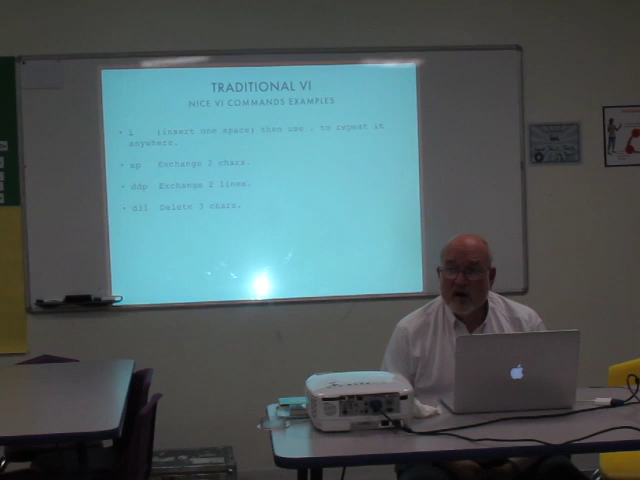 TRADITIONAL VI
NICE VI COMMANDS EXAMPLES
• i (insert one space) then use . to repeat it
anywhere.
• xp Exchange 2 chars.
• ddp Exchange 2 lines.
• d3l Delete 3 chars.